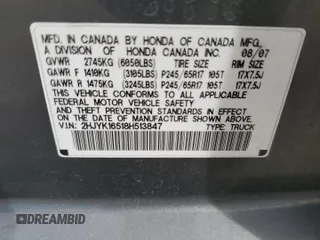 MFD. IN CANADA BY HONDA OF CANADA MFG.,
A DIVISION OF HONDA CANADA INC. 08/07
GVWR 2745KG (6050LBS) TIRE SIZE RIM SIZE
GAWR F 1410KG (3105LBS) P245/65R17 105T 17X7.5J
GAWR R 1475KG (3245LBS) P245/65R17 105T 17X7.5J
THIS VEHICLE CONFORMS TO ALL APPLICABLE
FEDERAL MOTOR VEHICLE SAFETY STANDARDS IN
EFFECT ON THE DATE OF MANUFACTURE SHOWN ABOVE.
V.I.N: 2HJYK16518H513847 TYPE: TRUCK
DREAMBID